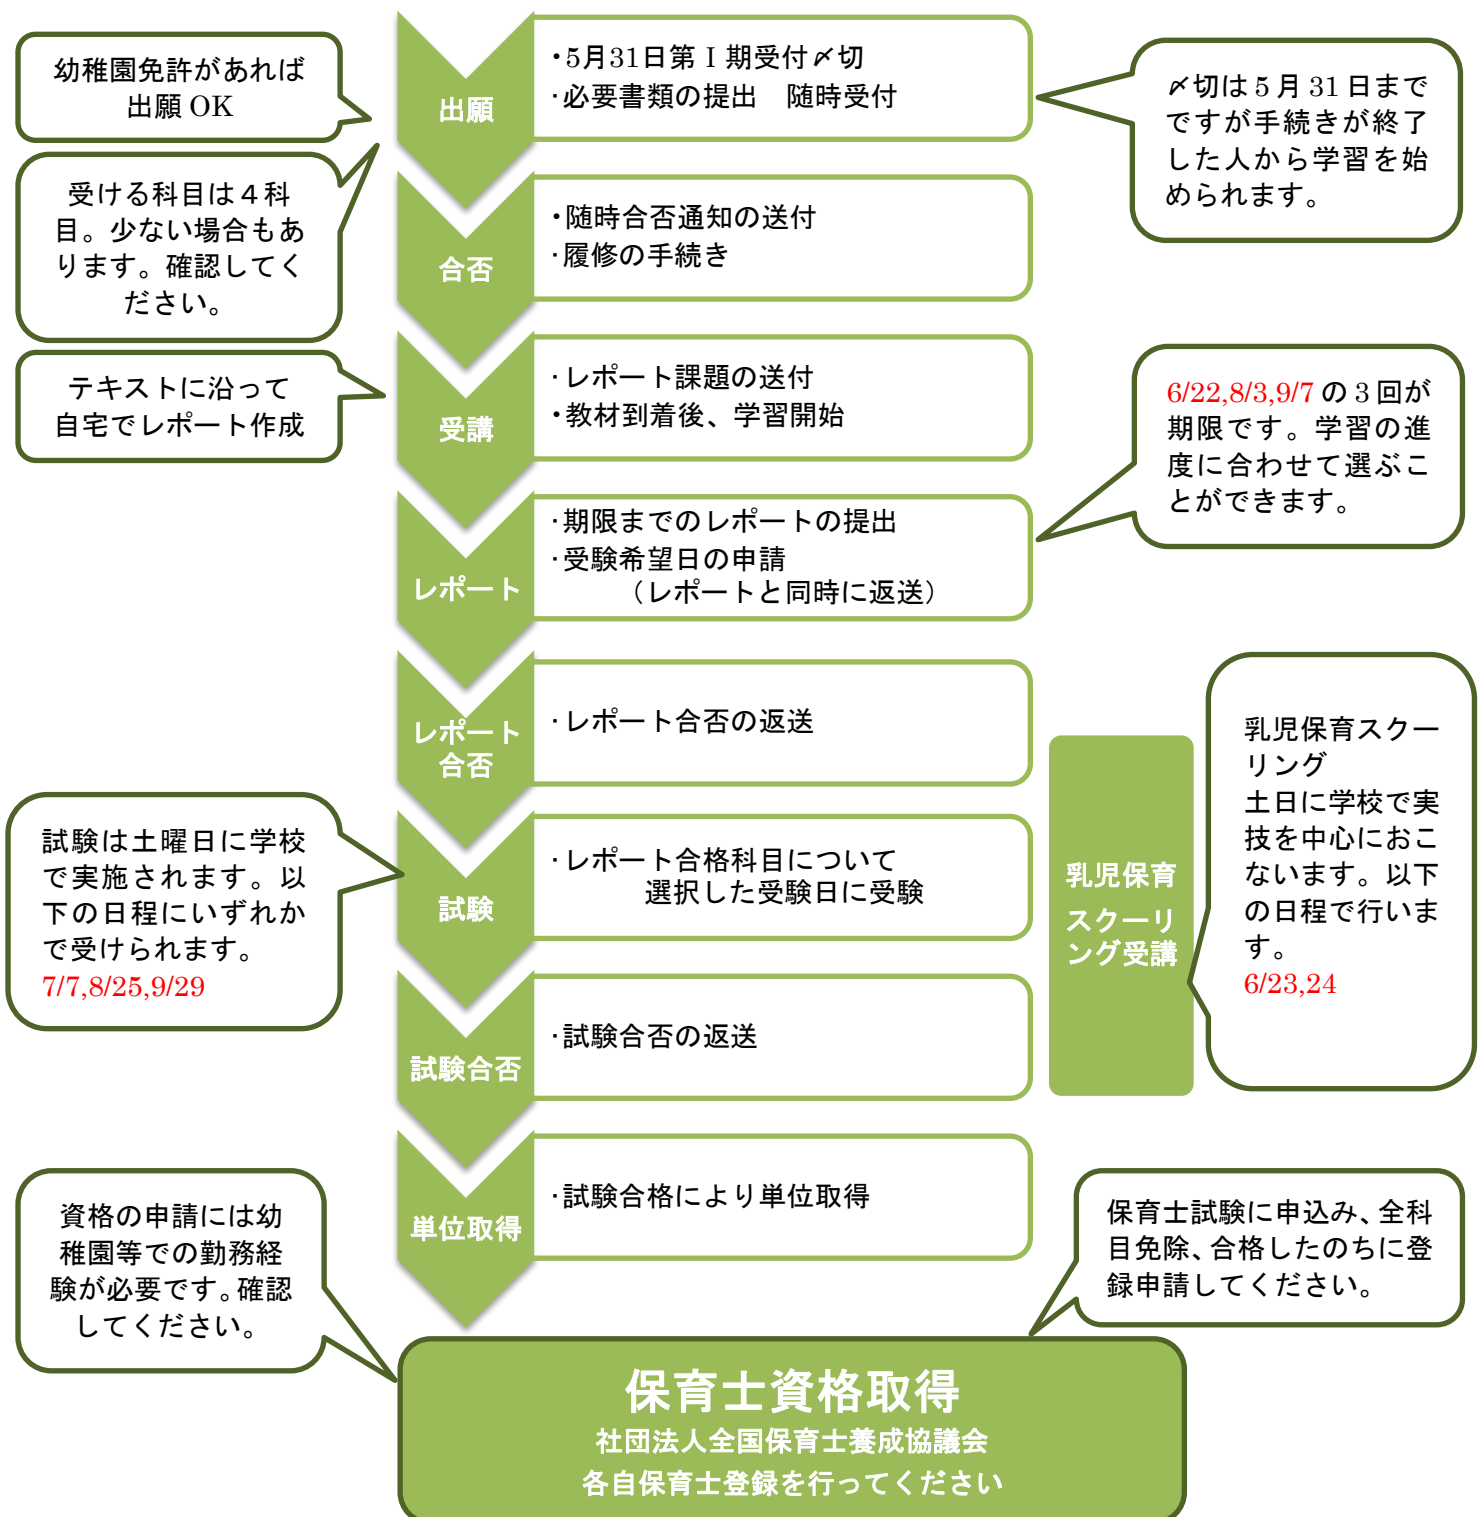 幼稚園免許があれば
出願 OK
出願
・5月31日第Ⅰ期受付〆切
・必要書類の提出　随時受付
〆切は 5 月 31 日まで
ですが手続きが終了
した人から学習を始
められます。
受ける科目は４科
目。少ない場合もあ
ります。確認してく
ださい。
合否
・随時合否通知の送付
・履修の手続き
テキストに沿って
自宅でレポート作成
受講
・レポート課題の送付
・教材到着後、学習開始
6/22,8/3,9/7 の 3 回が
期限です。学習の進
度に合わせて選ぶこ
とができます。
レポート
・期限までのレポートの提出
・受験希望日の申請
（レポートと同時に返送）
レポート
合否
・レポート合否の返送
乳児保育スクー
リング
土日に学校で実
技を中心におこ
ないます。以下
の日程で行いま
す。
6/23,24
乳児保育
スクーリ
ング受講
試験は土曜日に学校
で実施されます。以
下の日程にいずれか
で受けられます。
7/7,8/25,9/29
試験
・レポート合格科目について
選択した受験日に受験
試験合否
・試験合否の返送
単位取得
・試験合格により単位取得
資格の申請には幼
稚園等での勤務経
験が必要です。確認
してください。
保育士試験に申込み、全科
目免除、合格したのちに登
録申請してください。
保育士資格取得
社団法人全国保育士養成協議会
各自保育士登録を行ってください